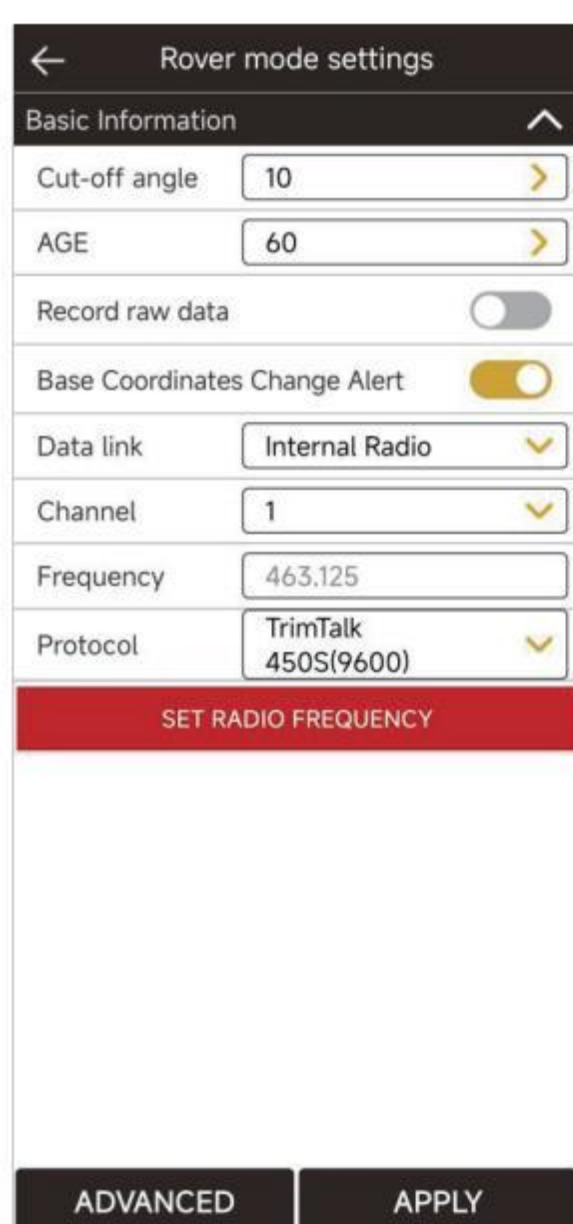 Rover mode settings
Basic Information
Cut-off angle 10
AGE 60
Record raw data
Base Coordinates Change Alert
Data link Internal Radio
Channel 1
Frequency 463.125
Protocol TrimTalk
450S(9600)
SET RADIO FREQUENCY
ADVANCED APPLY